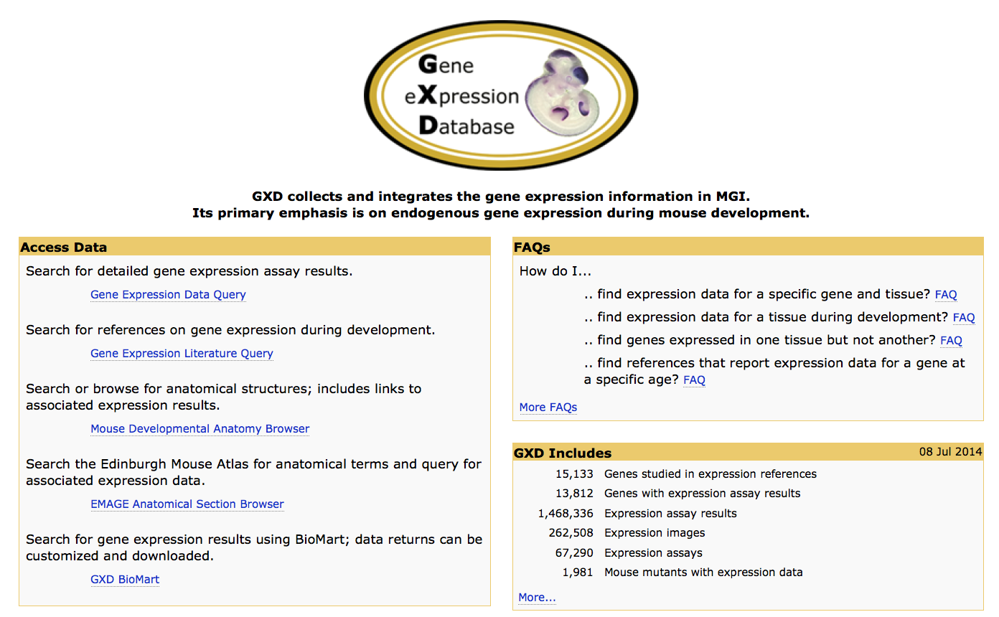 Gene
eXpression
Database
GXD collects and integrates the gene expression information in MGI.
Its primary emphasis is on endogenous gene expression during mouse development.
Access Data
Search for detailed gene expression assay results.
Gene Expression Data Query
Search for references on gene expression during development.
Gene Expression Literature Query
Search or browse for anatomical structures; includes links to
associated expression results.
Mouse Developmental Anatomy Browser
Search the Edinburgh Mouse Atlas for anatomical terms and query for
associated expression data.
EMAGE Anatomical Section Browser
Search for gene expression results using BioMart; data returns can be
customized and downloaded.
GXD BioMart
FAQs
How do I...
.. find expression data for a specific gene and tissue? FAQ
.. find expression data for a tissue during development? FAQ
.. find genes expressed in one tissue but not another? FAQ
.. find references that report expression data for a gene at
a specific age? FAQ
More FAQs
GXD Includes 08 Jul 2014
15,133 Genes studied in expression references
13,812 Genes with expression assay results
1,468,336 Expression assay results
262,508 Expression images
67,290 Expression assays
1,981 Mouse mutants with expression data
More...